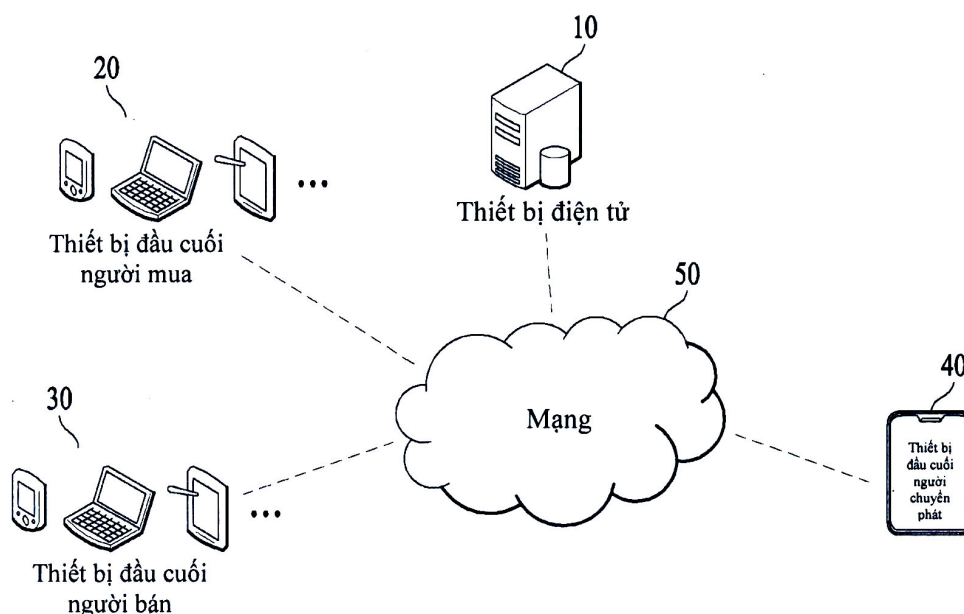 10
20
Thiết bị điện tử
Thiết bị đầu cuối
người mua
50
Mạng
40
Thiết bị
đầu cuối
người
chuyển
phát
30
Thiết bị đầu cuối
người bán